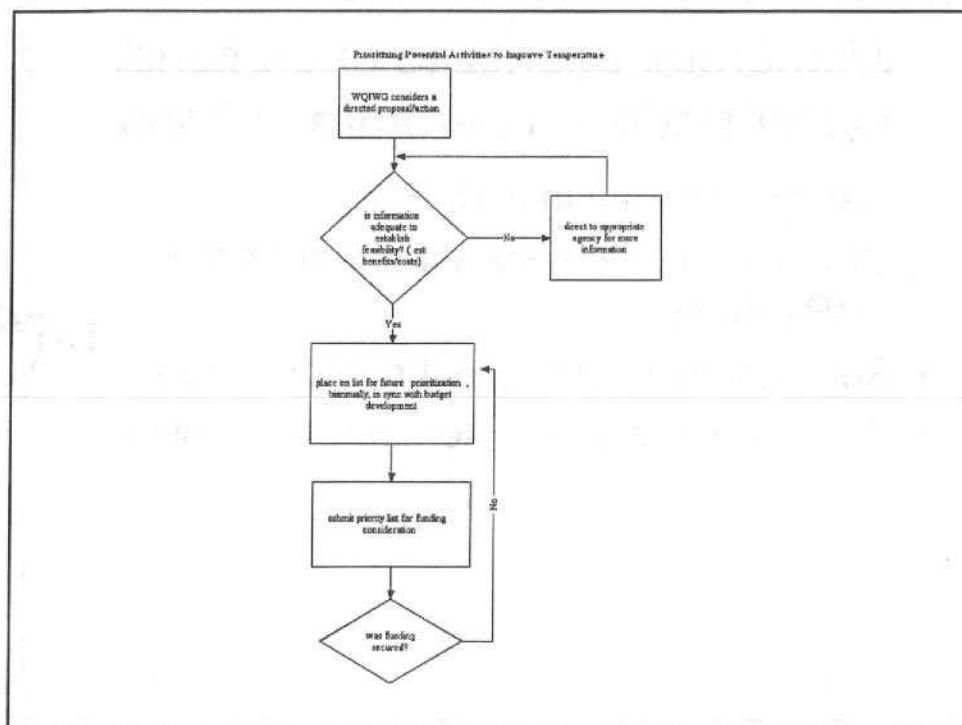 Prioritizing Potential Activities to Improve Temperature
WQIWG considers a
directed proposal/action
is information
adequate to
establish
feasibility? ( est
benefits/costs)
No
direct to appropriate
agency for more
information
Yes
place on list for future prioritization ,
biannually, in sync with budget
development
submit priority list for funding
consideration
No
was funding
secured?